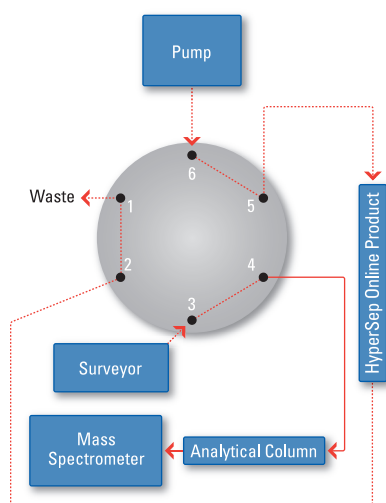 Pump
6
Waste
1
5
2
4
3
HyperSep Online Product
Surveyor
Mass
Spectrometer
Analytical Column